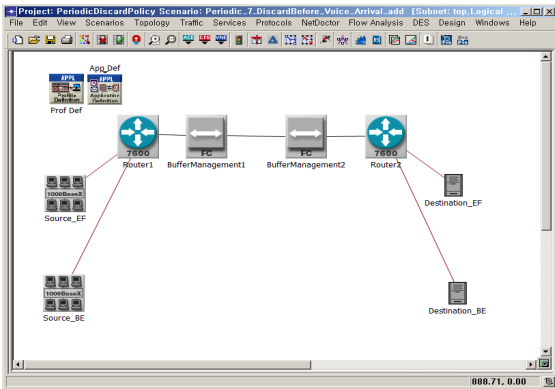 Project: PeriodicDiscardPolicy Scenario: Periodic_7_DiscardBefore_Voice_Arrival.add [Subnet: top.Logical ...
File Edit View Scenarios Topology Traffic Services Protocols NetDoctor Flow Analysis DES Design Windows Help
App_Def
APPL
APPL
Profile Definition
Application Definition
Prof Def
7600
FC
FC
7600
Router1
BufferManagement1
BufferManagement2
Router2
1000BaseX
Source_EF
Destination_EF
1000BaseX
Source_BE
Destination_BE
888.71, 0.00